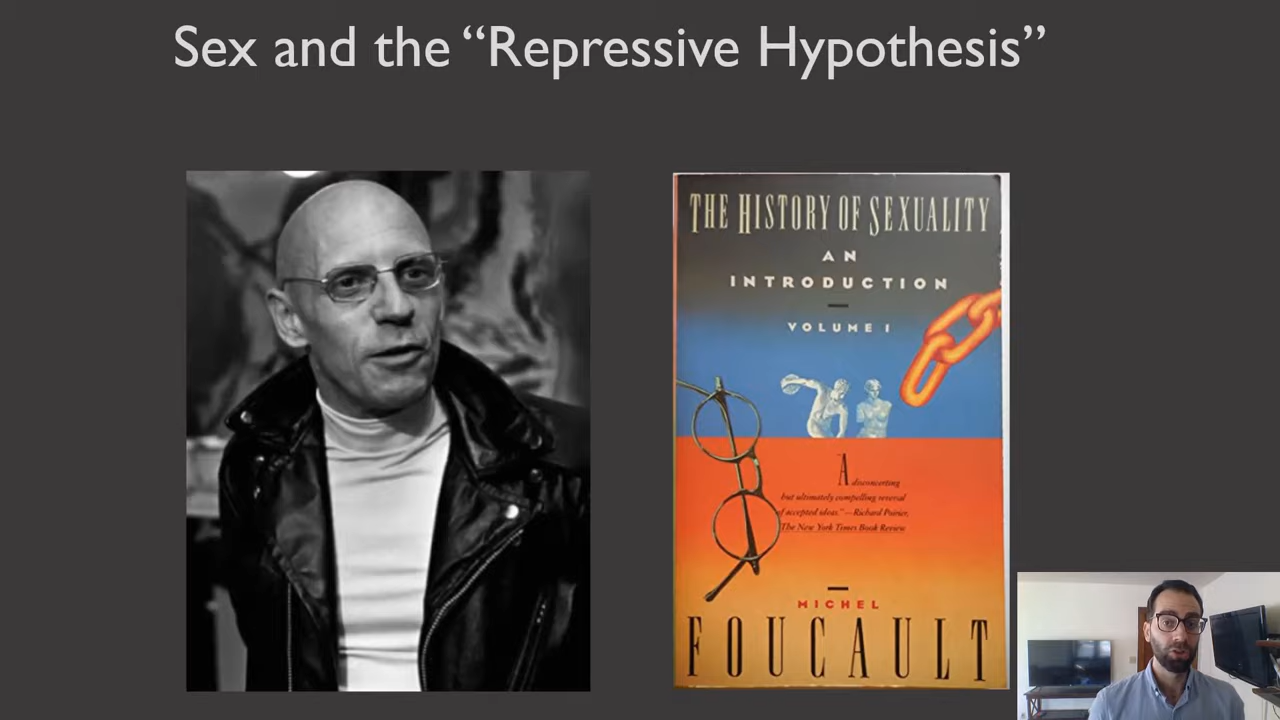 Sex and the “Repressive Hypothesis”
THE HISTORY OF SEXUALITY
AN
INTRODUCTION
VOLUME I
A disconcerting
but ultimately compelling reversal
of accepted ideas.”—Richard Poirier,
The New York Times Book Review
MICHEL
FOUCAULT